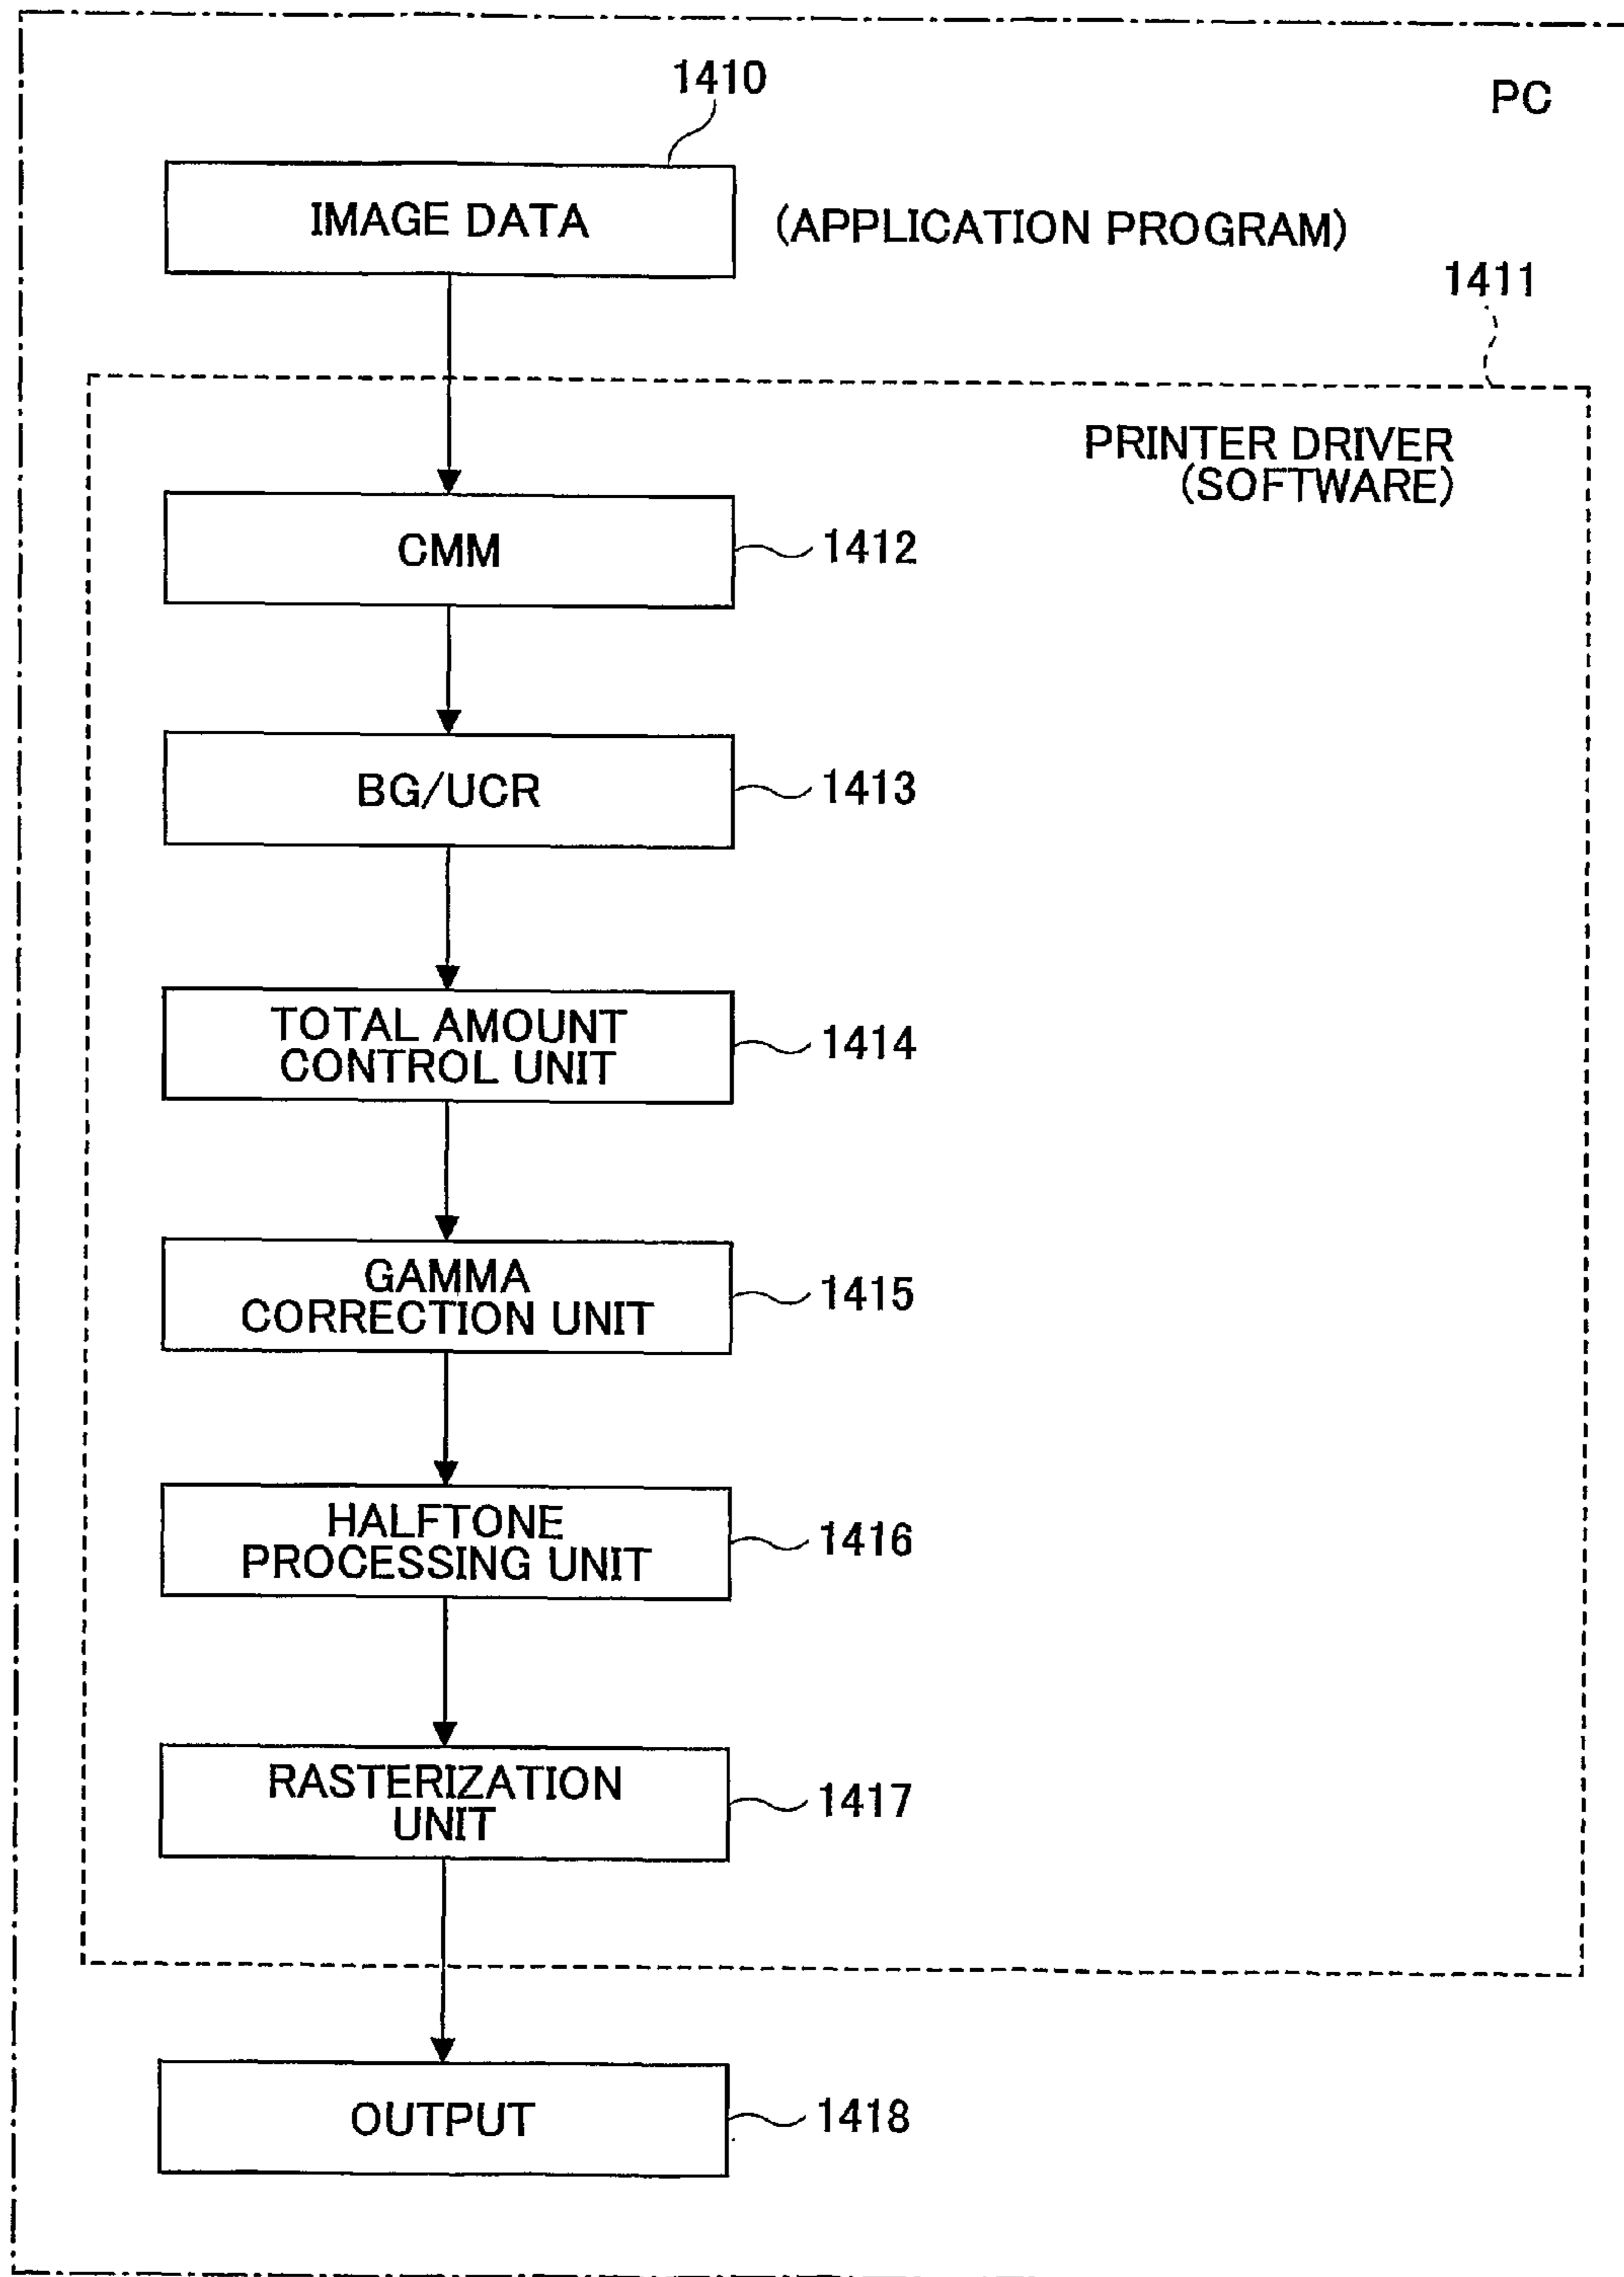 1410
PC
IMAGE DATA
(APPLICATION PROGRAM)
1411
PRINTER DRIVER
(SOFTWARE)
CMM
1412
BG/UCR
1413
TOTAL AMOUNT
CONTROL UNIT
1414
GAMMA
CORRECTION UNIT
1415
HALFTONE
PROCESSING UNIT
1416
RASTERIZATION
UNIT
1417
OUTPUT
1418